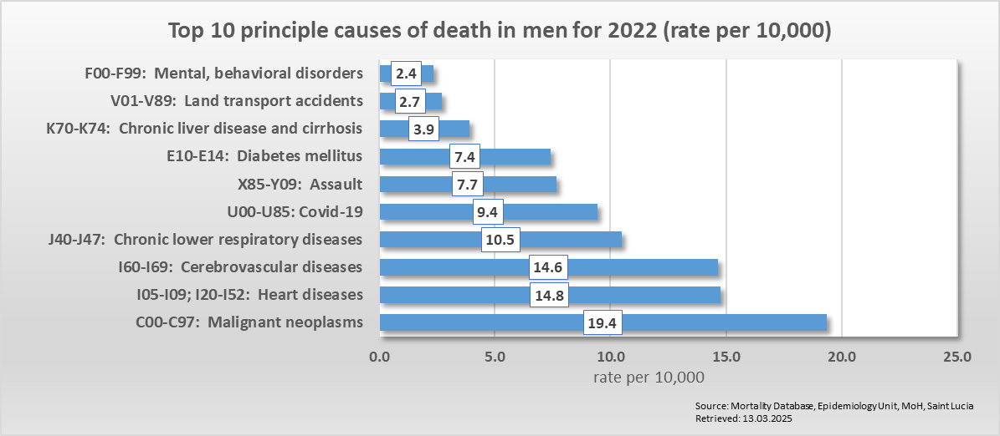 Top 10 principle causes of death in men for 2022 (rate per 10,000)
F00-F99: Mental, behavioral disorders 2.4
V01-V89: Land transport accidents 2.7
K70-K74: Chronic liver disease and cirrhosis 3.9
E10-E14: Diabetes mellitus 7.4
X85-Y09: Assault 7.7
U00-U85: Covid-19 9.4
J40-J47: Chronic lower respiratory diseases 10.5
I60-I69: Cerebrovascular diseases 14.6
I05-I09; I20-I52: Heart diseases 14.8
C00-C97: Malignant neoplasms 19.4
0.0 5.0 10.0 15.0 20.0 25.0
rate per 10,000
Source: Mortality Database, Epidemiology Unit, MoH, Saint Lucia
Retrieved: 13.03.2025